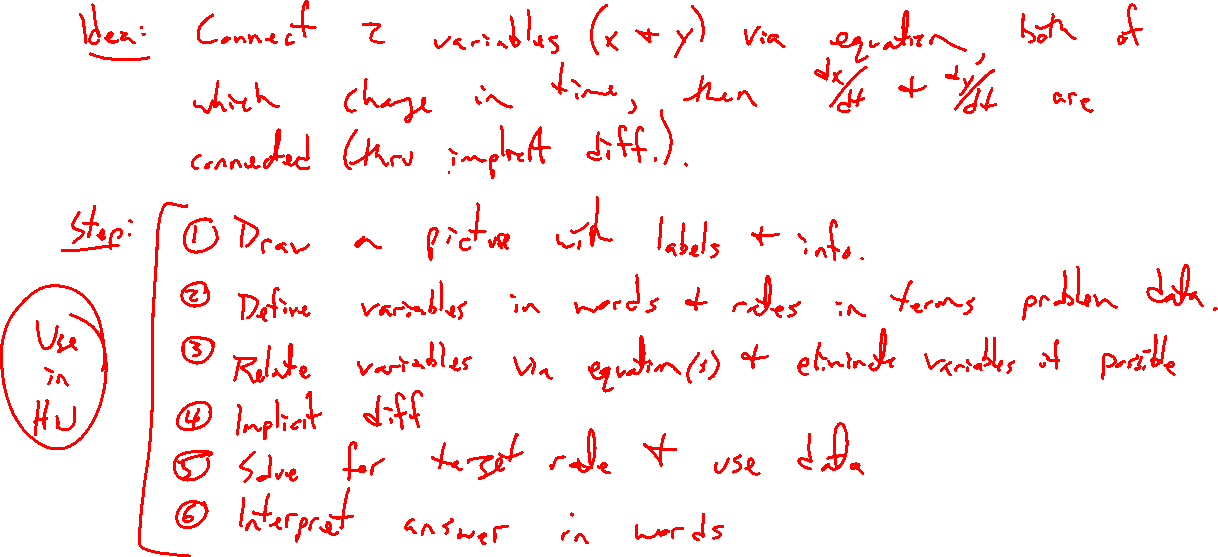 Idea: Connect 2 variables (x + y) via equation, both of
which change in time, then dx/dt + dy/dt are
connected (thru implicit diff.).
Step:
① Draw a picture with labels + info.
② Define variables in words + rates in terms problem data.
③ Relate variables via equation(s) + eliminate variables if possible
④ Implicit diff
⑤ Solve for target rate + use data
⑥ Interpret answer in words
Use
in
HW